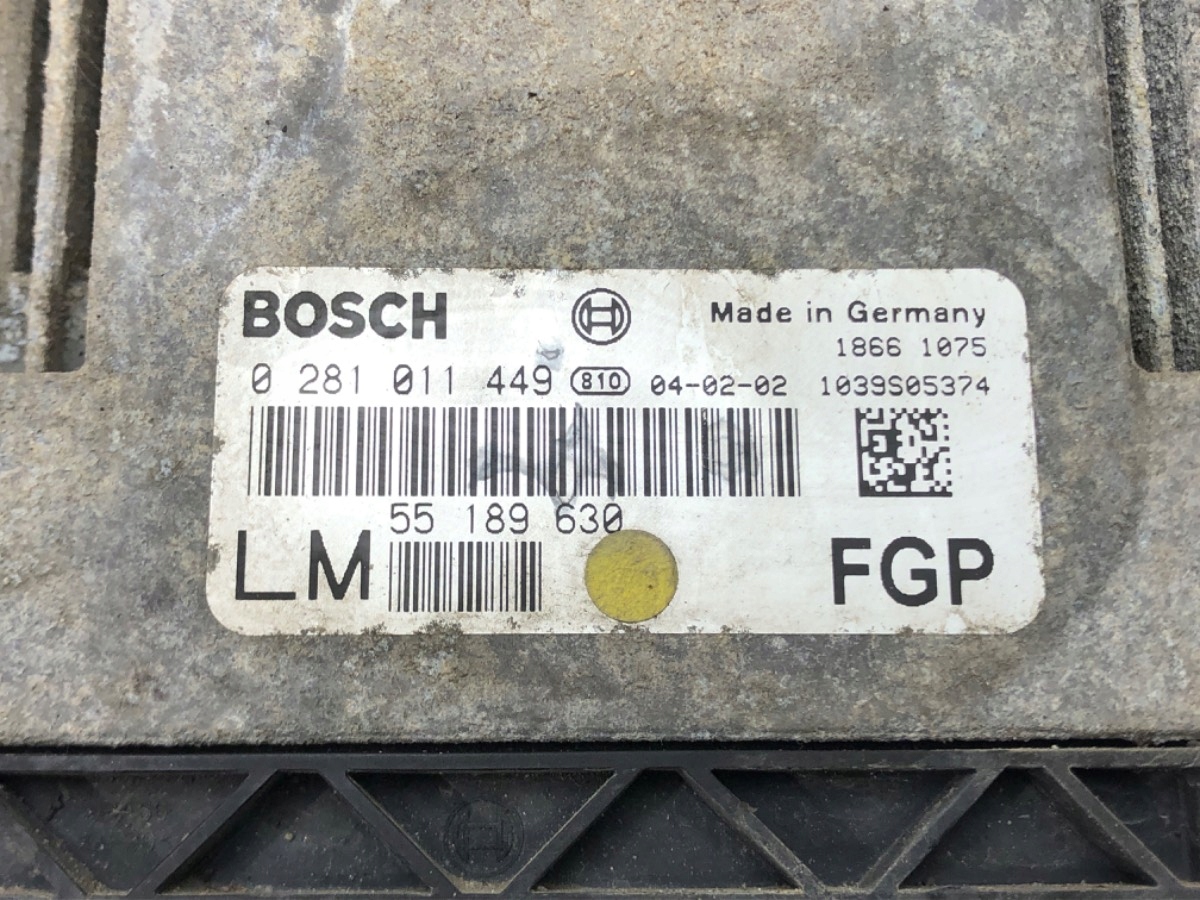 BOSCH
Made in Germany
1866 1075
0 281 011 449 810 04-02-02 1039S05374
55 189 630
LM
FGP